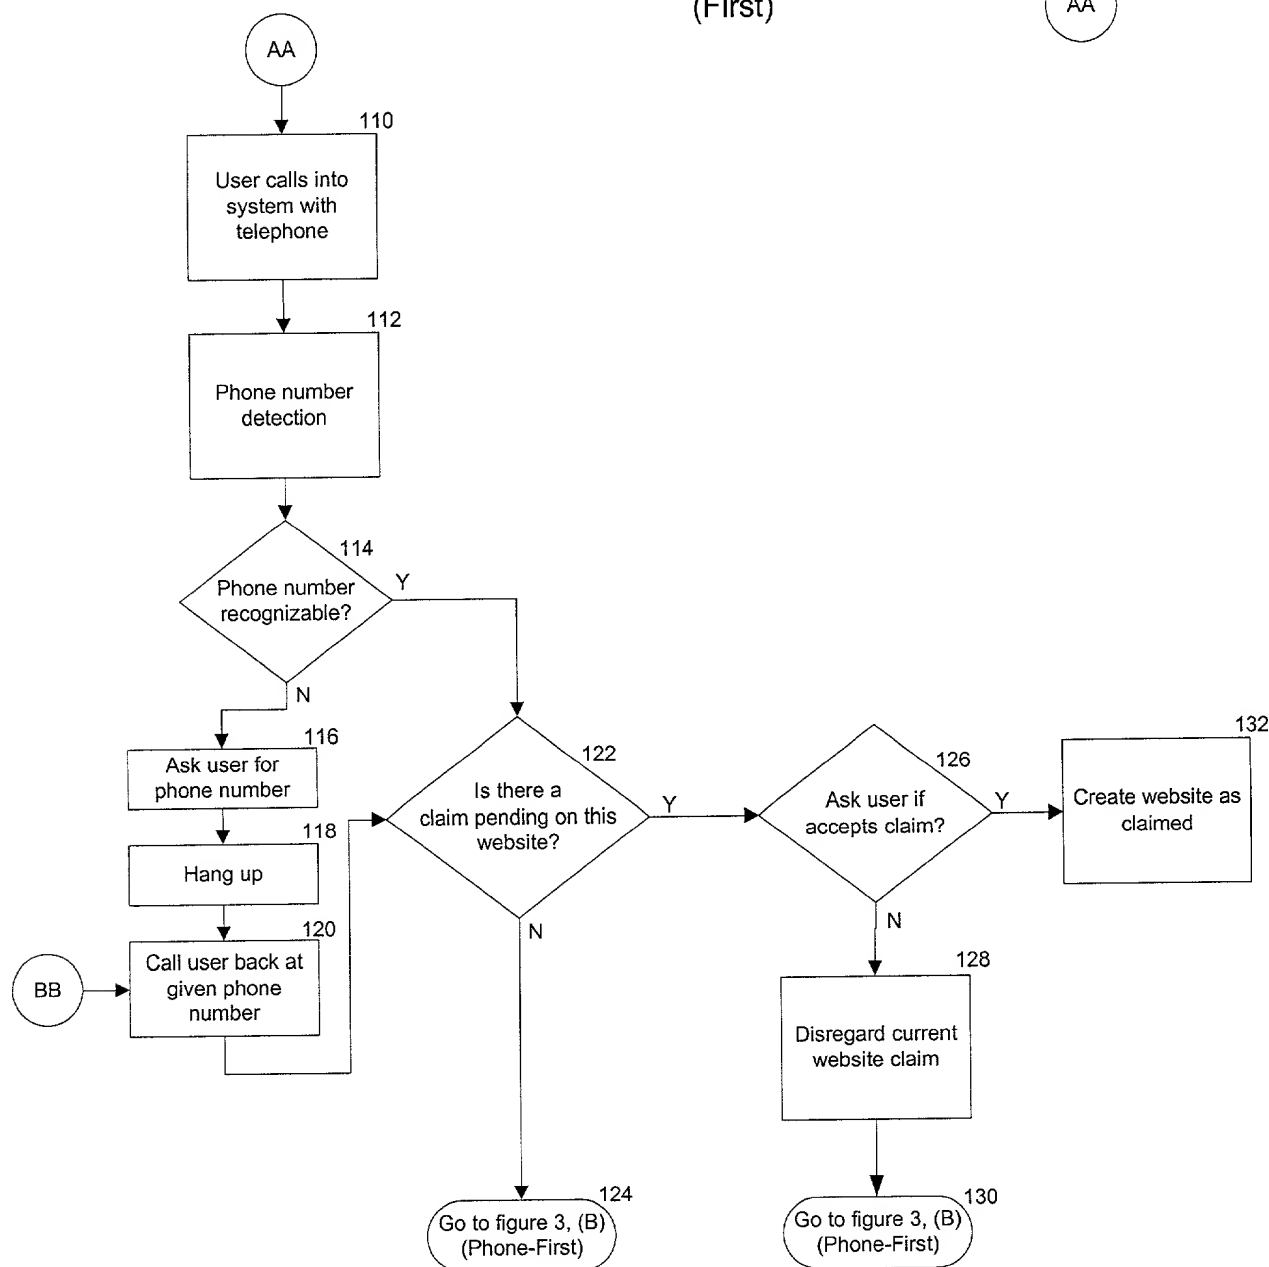 (First)
AA
AA
110
User calls into
system with
telephone
112
Phone number
detection
114
Phone number
recognizable?
Y
N
116
Ask user for
phone number
118
Hang up
120
Call user back at
given phone
number
BB
122
Is there a
claim pending on this
website?
Y
N
124
Go to figure 3, (B)
(Phone-First)
126
Ask user if
accepts claim?
Y
N
128
Disregard current
website claim
130
Go to figure 3, (B)
(Phone-First)
132
Create website as
claimed